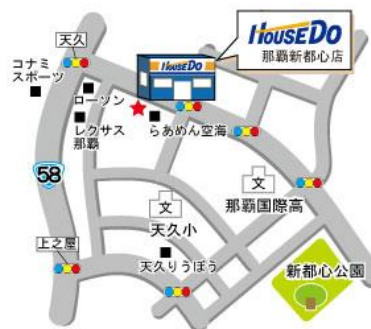 HOUSEDO
那覇新都心店
天久
コナミ
スポーツ
HOUSEDO
ローソン
レクサス
那覇
らあめん空海
58
文
文
那覇国際高
天久小
上之屋
天久りうぼう
新都心公園